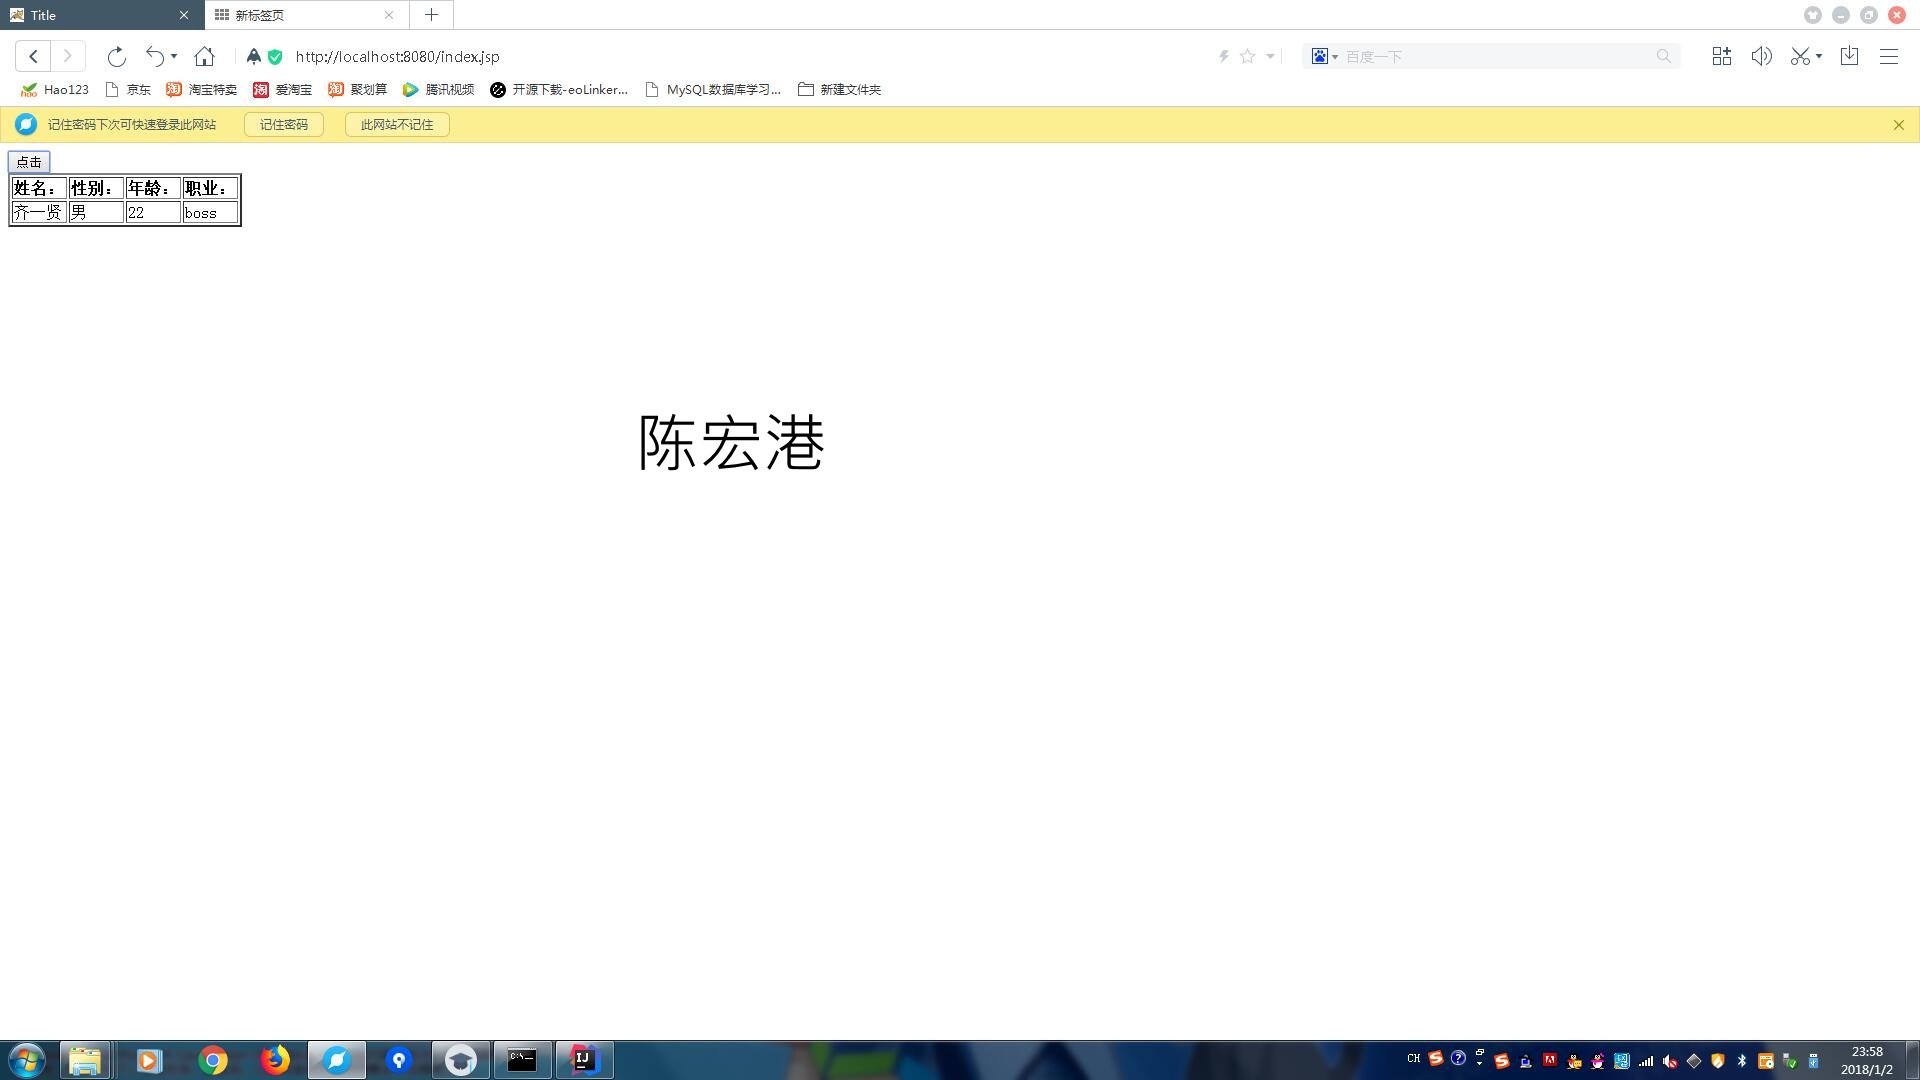 Title
新标签页
http://localhost:8080/index.jsp
百度一下
Hao123
京东
淘宝特卖
爱淘宝
聚划算
腾讯视频
开源下载-eoLinker...
MySQL数据库学习...
新建文件夹
记住密码下次可快速登录此网站
记住密码
此网站不记住
点击
姓名： 性别： 年龄： 职业：
齐一贤 男 22 boss
陈宏港
CH
23:58
2018/1/2